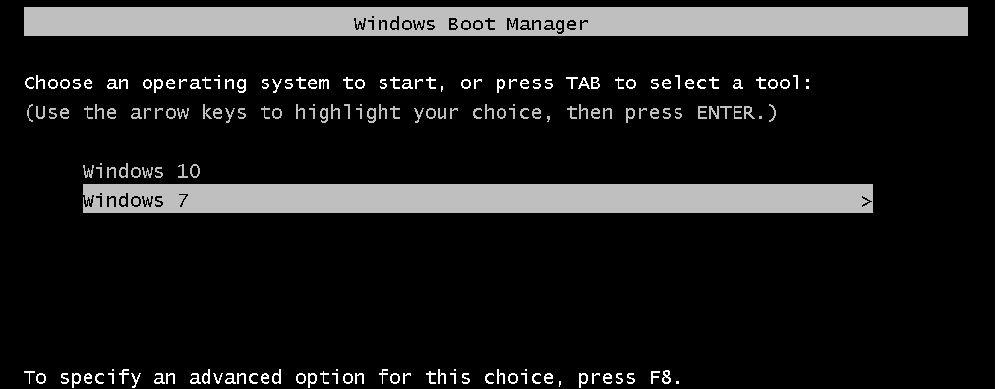 Windows Boot Manager
Choose an operating system to start, or press TAB to select a tool:
(Use the arrow keys to highlight your choice, then press ENTER.)
Windows 10
Windows 7 >
To specify an advanced option for this choice, press F8.